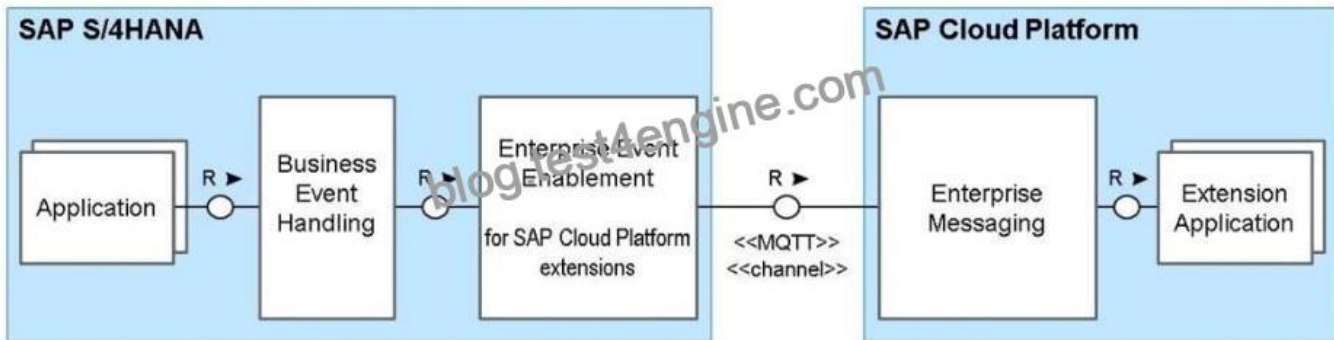 SAP S/4HANA
SAP Cloud Platform
Application
R ►
Business
Event
Handling
R ►
Enterprise Event
Enablement
for SAP Cloud Platform
extensions
R ►
<<MQTT>>
<<channel>>
Enterprise
Messaging
R ►
Extension
Application
blog.test4engine.com